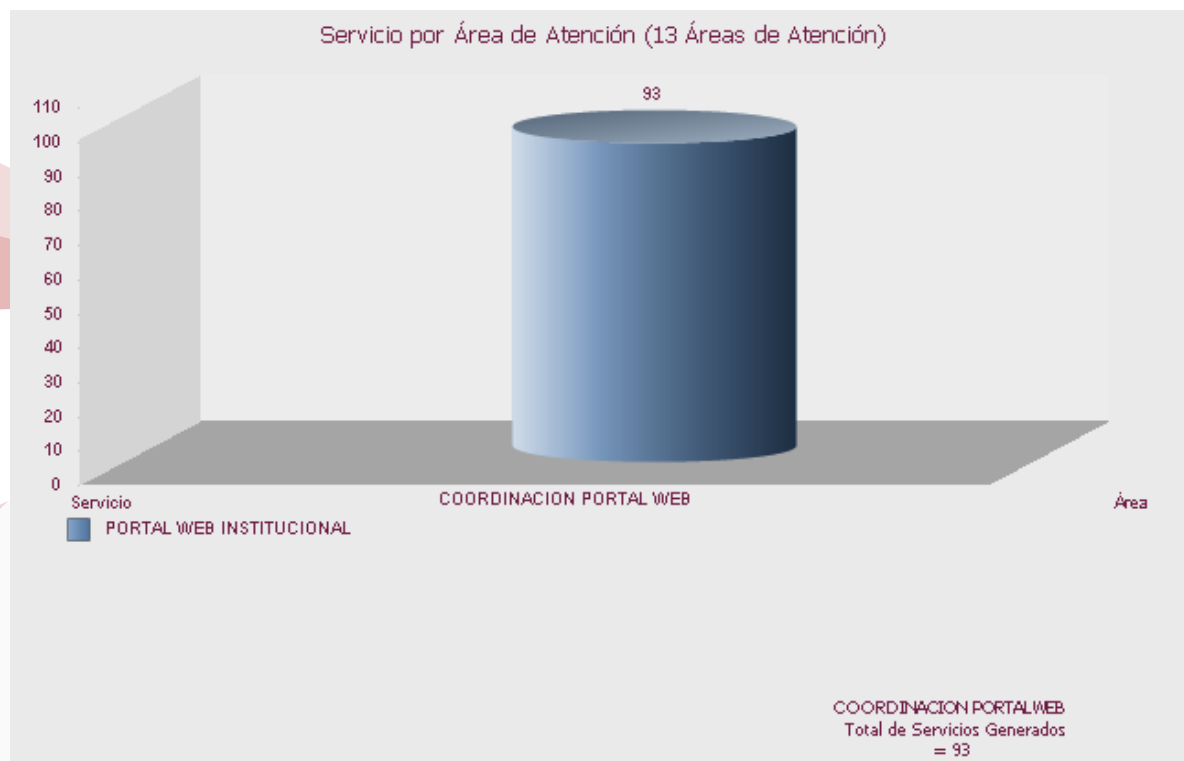 Servicio por Área de Atención (13 Áreas de Atención)
93
110
100
90
80
70
60
50
40
30
20
10
0
Servicio
COORDINACION PORTAL WEB
Área
PORTAL WEB INSTITUCIONAL
COORDINACION PORTALWEB
Total de Servicios Generados
= 93